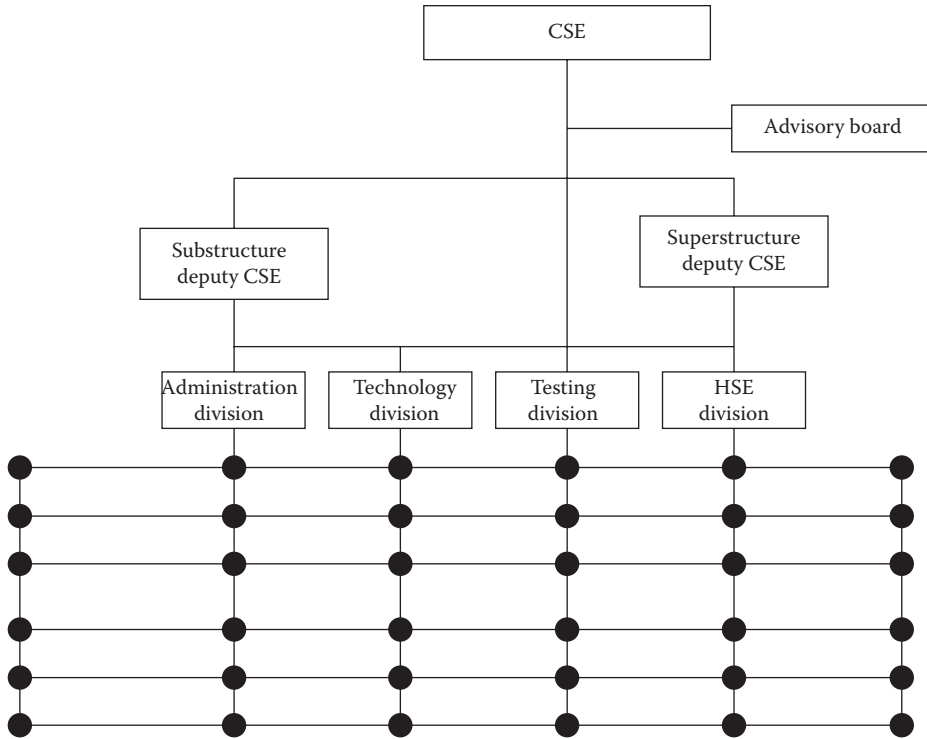 CSE
Advisory board
Substructure
deputy CSE
Superstructure
deputy CSE
Administration
division
Technology
division
Testing
division
HSE
division